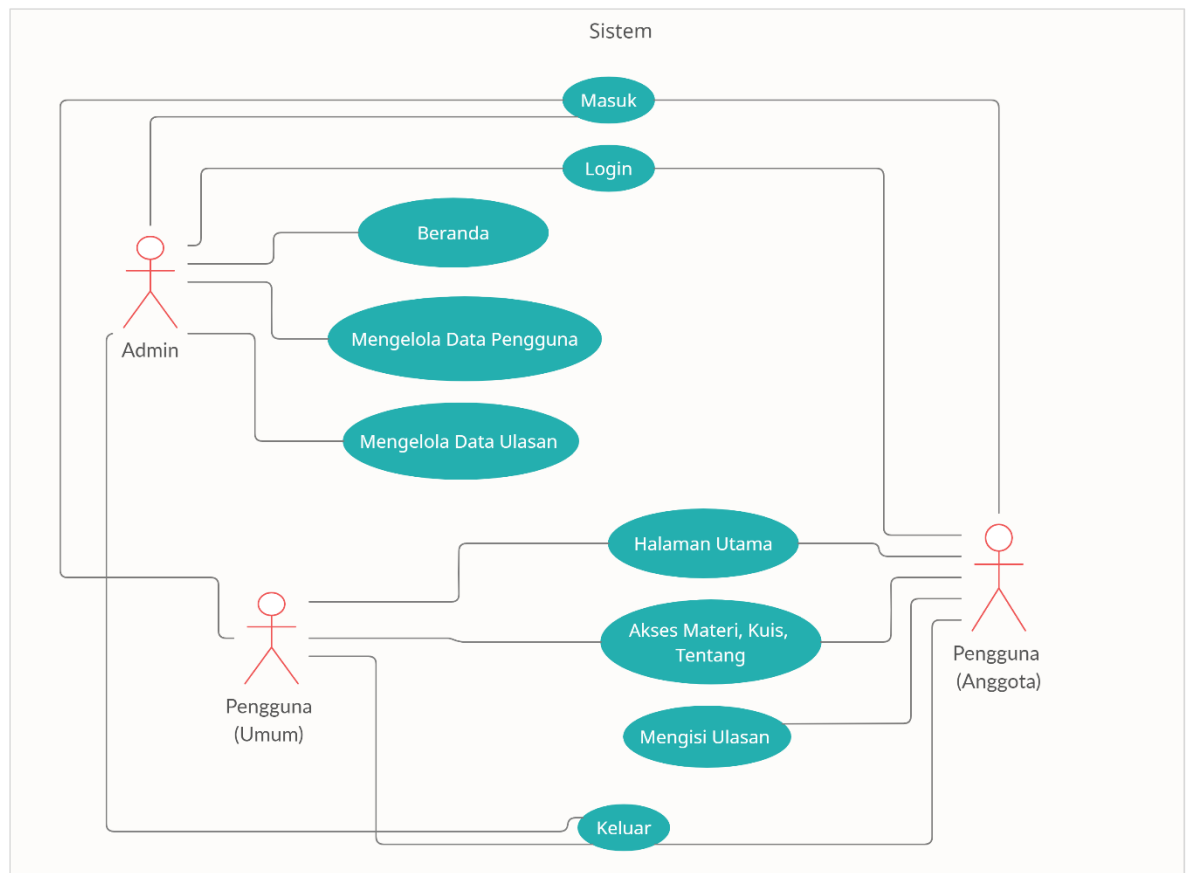 Sistem
Masuk
Login
Beranda
Mengelola Data Pengguna
Admin
Mengelola Data Ulasan
Halaman Utama
Akses Materi, Kuis,
Tentang
Pengguna
(Anggota)
Pengguna
(Umum)
Mengisi Ulasan
Keluar